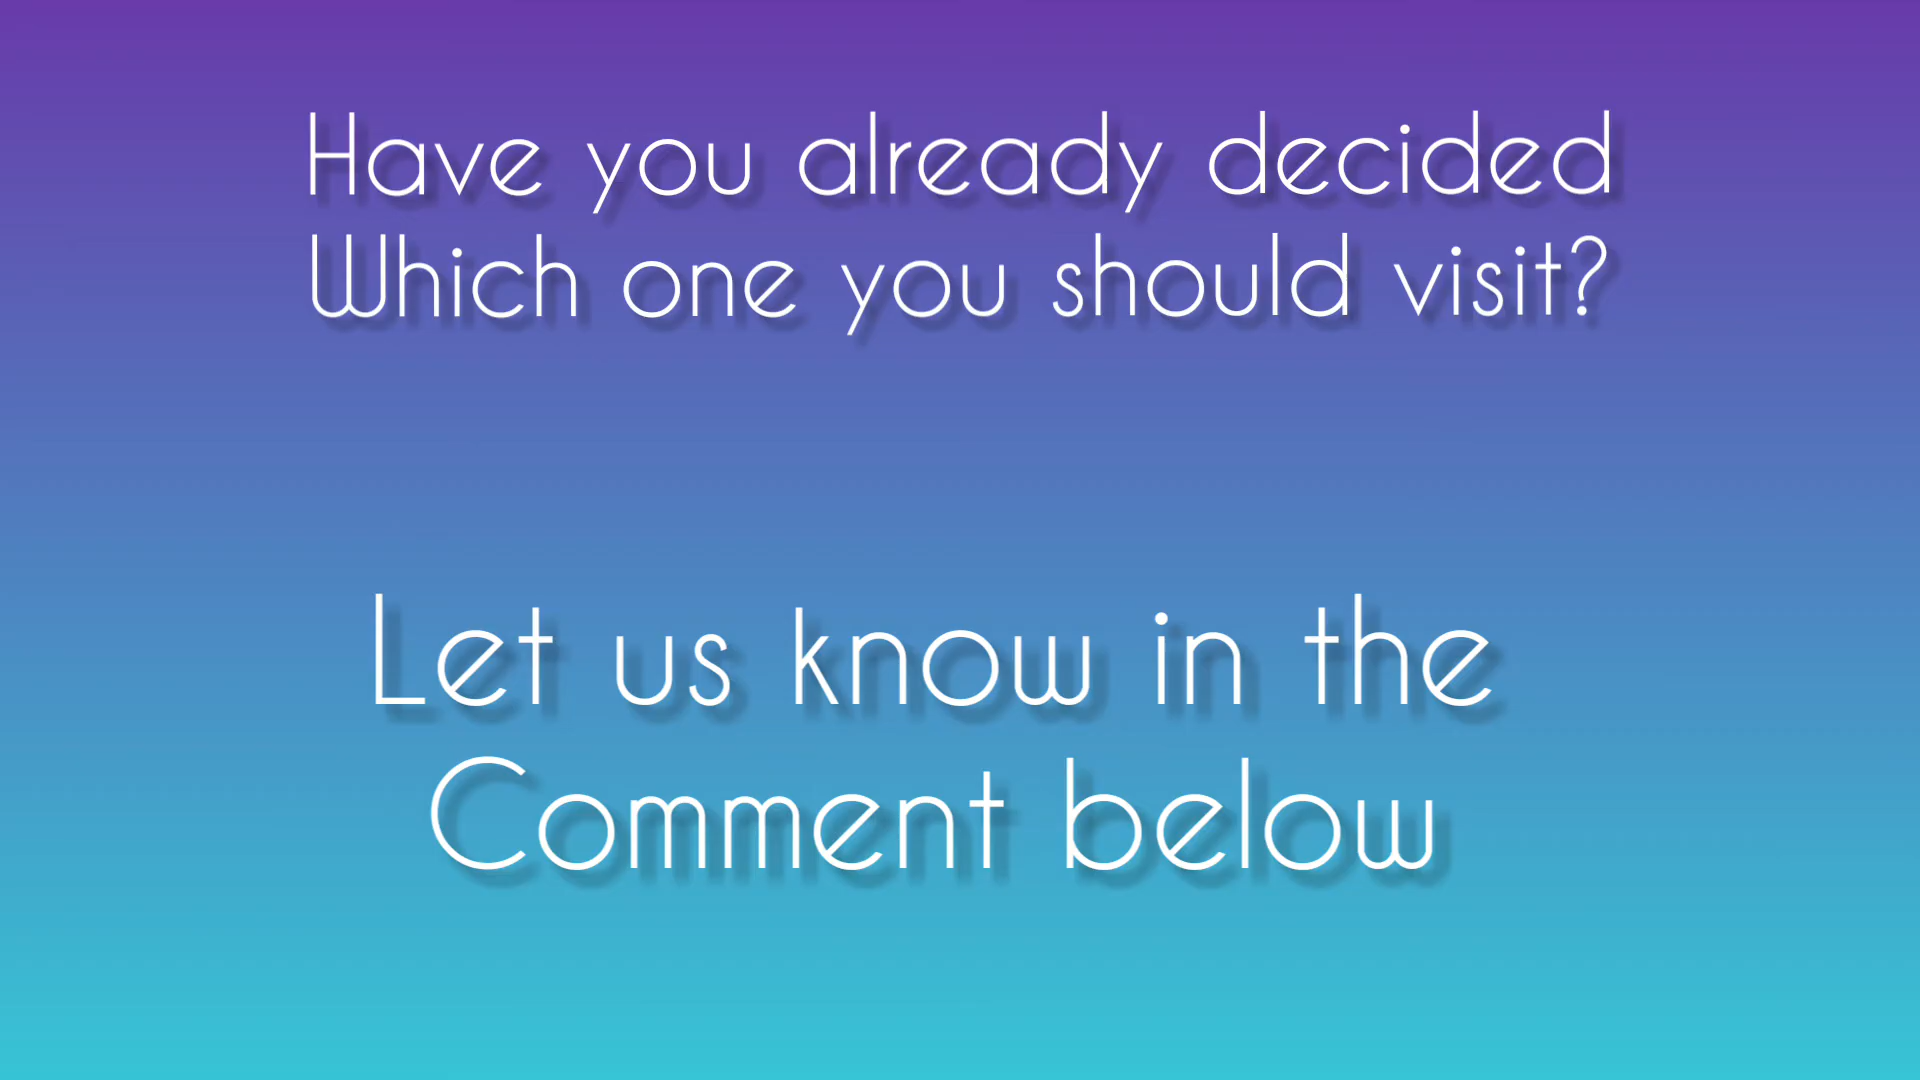 Have you already decided
Which one you should visit?
Let us know in the
Comment below